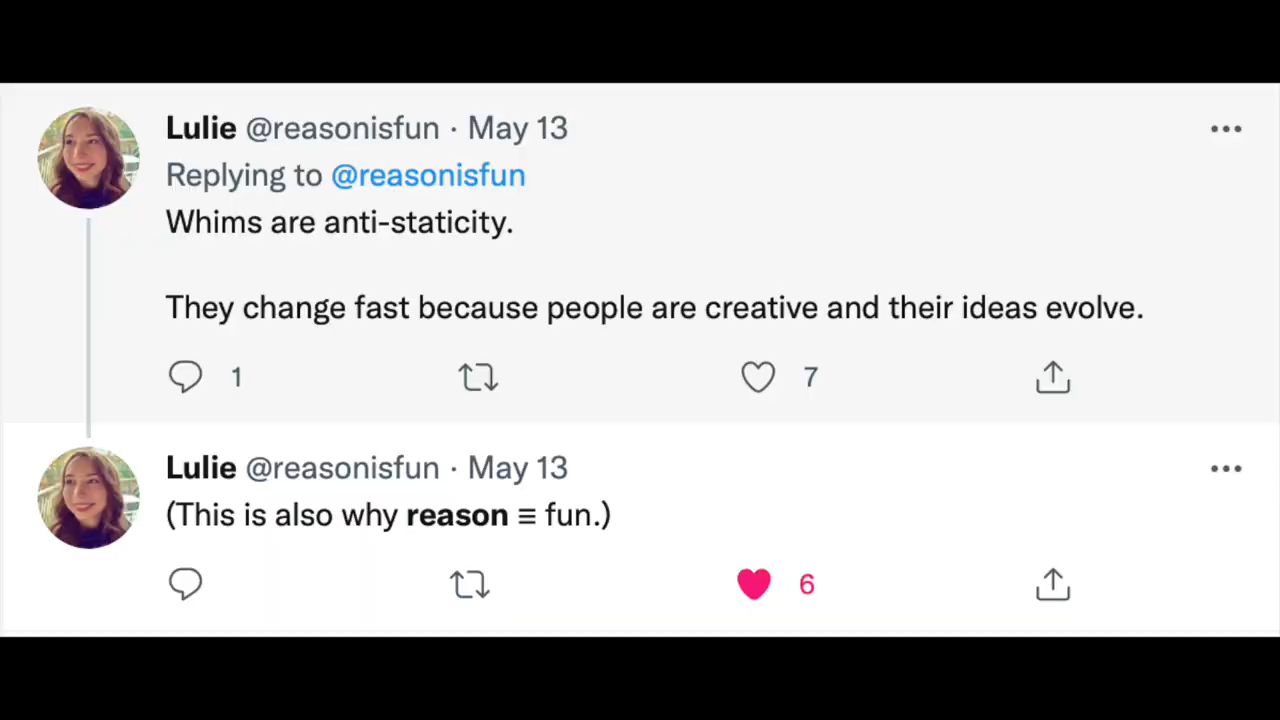 Lulie @reasonisfun · May 13
Replying to @reasonisfun
Whims are anti-staticity.
They change fast because people are creative and their ideas evolve.
1 7
Lulie @reasonisfun · May 13
(This is also why reason ≡ fun.)
6